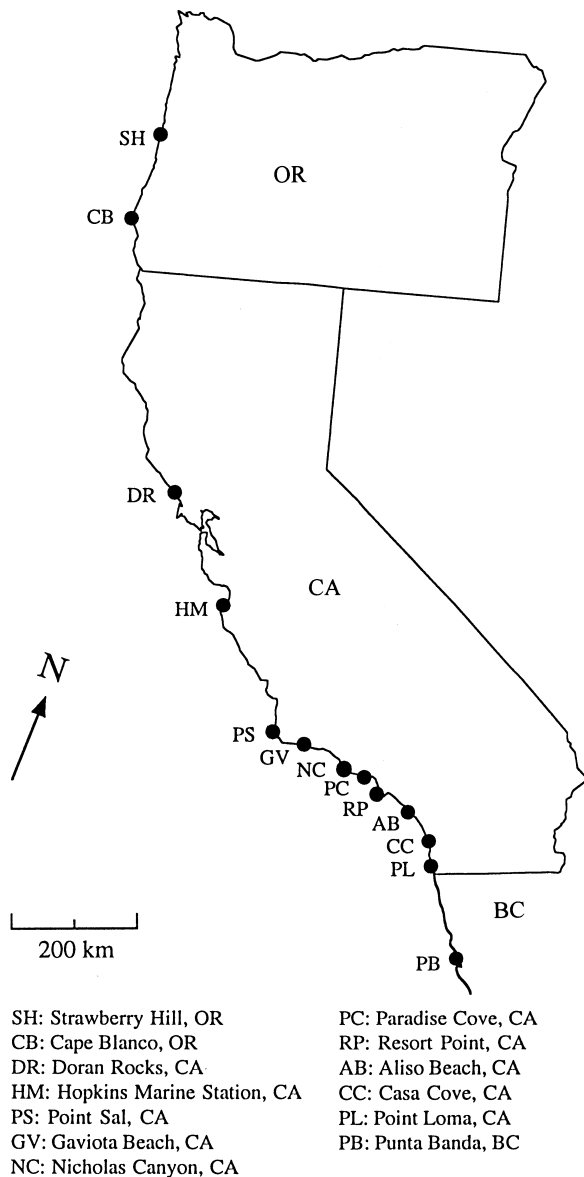 SH
OR
CB
DR
CA
HM
N
PS
GV
NC
PC
RP
AB
CC
PL
BC
200 km
PB
SH: Strawberry Hill, OR
CB: Cape Blanco, OR
DR: Doran Rocks, CA
HM: Hopkins Marine Station, CA
PS: Point Sal, CA
GV: Gaviota Beach, CA
NC: Nicholas Canyon, CA
PC: Paradise Cove, CA
RP: Resort Point, CA
AB: Aliso Beach, CA
CC: Casa Cove, CA
PL: Point Loma, CA
PB: Punta Banda, BC